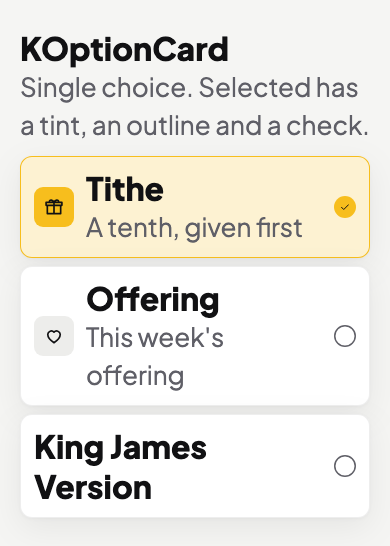 KOptionCard
Single choice. Selected has
a tint, an outline and a check.
Tithe
A tenth, given first
Offering
This week's
offering
King James
Version